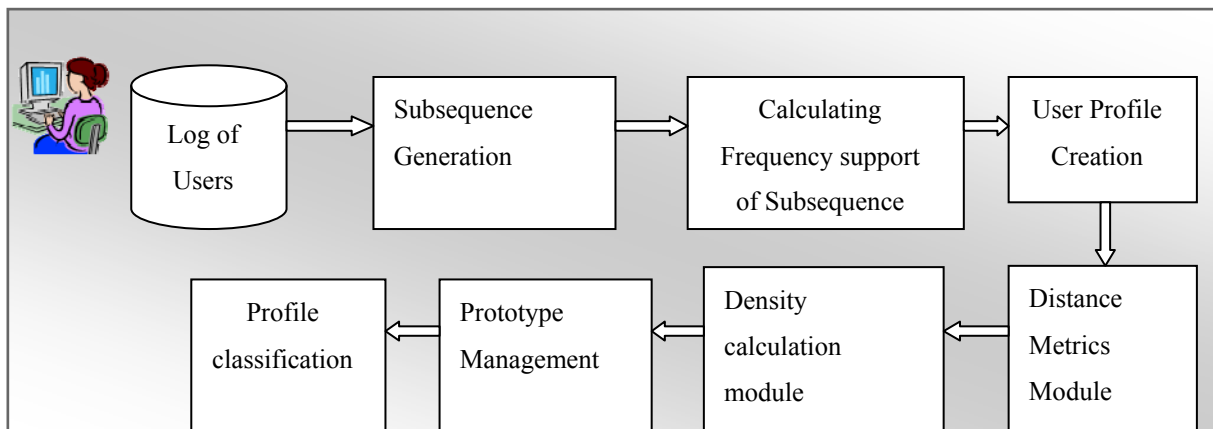 Log of
Users
Subsequence
Generation
Calculating
Frequency support
of Subsequence
User Profile
Creation
Distance
Metrics
Module
Density
calculation
module
Prototype
Management
Profile
classification